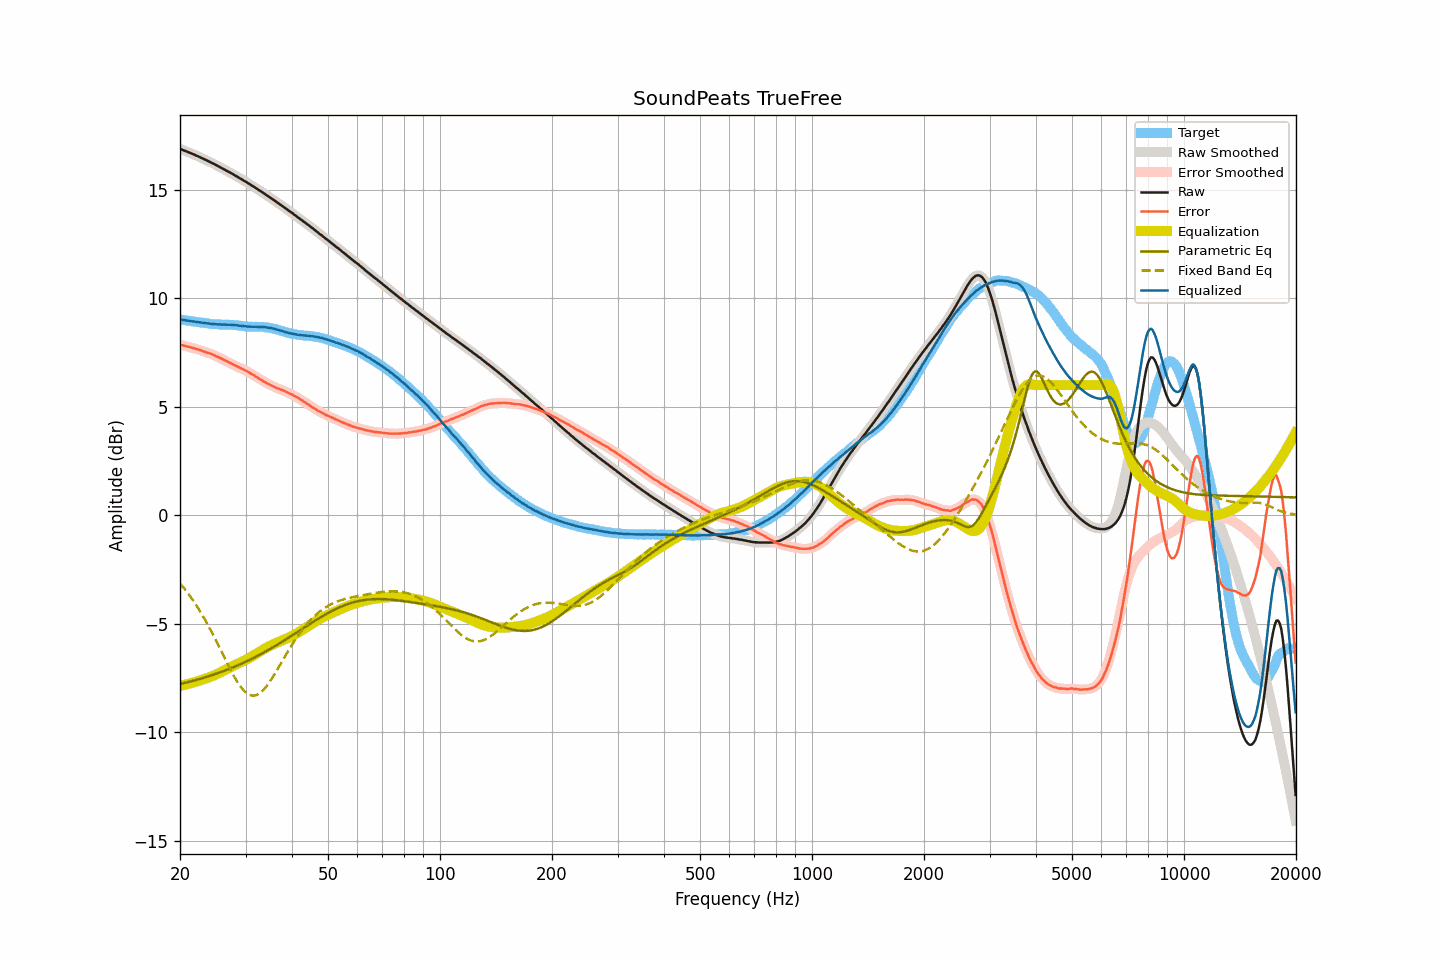 SoundPeats TrueFree
Target
Raw Smoothed
Error Smoothed
Raw
Error
Equalization
Parametric Eq
Fixed Band Eq
Equalized
Amplitude (dBr)
15
10
5
0
−5
−10
−15
20 50 100 200 500 1000 2000 5000 10000 20000
Frequency (Hz)